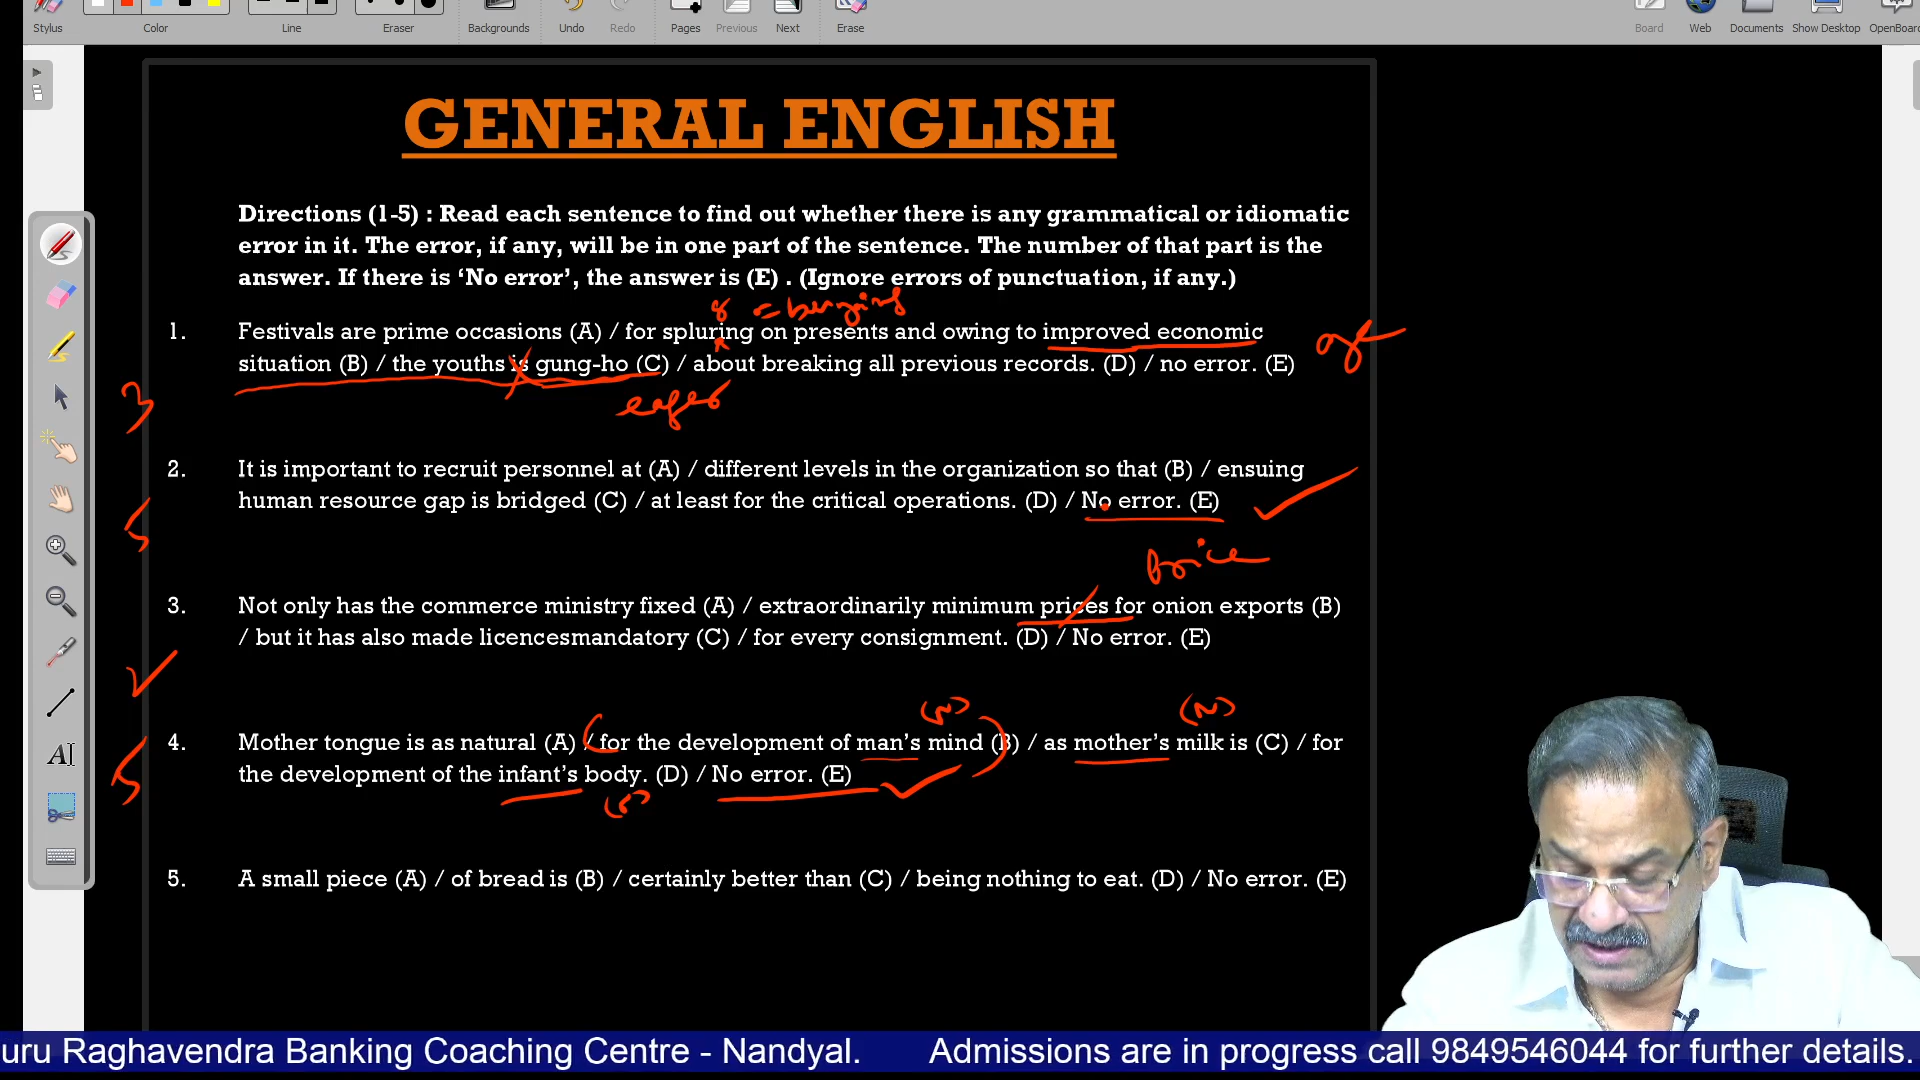 Stylus Color Line Eraser Backgrounds Undo Redo Pages Previous Next Erase Board Web Documents Show Desktop OpenBoard
GENERAL ENGLISH
Directions (1-5) : Read each sentence to find out whether there is any grammatical or idiomatic
error in it. The error, if any, will be in one part of the sentence. The number of that part is the
answer. If there is ‘No error’, the answer is (E) . (Ignore errors of punctuation, if any.)
1. Festivals are prime occasions (A) / for spluring on presents and owing to improved economic
situation (B) / the youths is gung-ho (C) / about breaking all previous records. (D) / no error. (E)
eager
3
2. It is important to recruit personnel at (A) / different levels in the organization so that (B) / ensuing
human resource gap is bridged (C) / at least for the critical operations. (D) / No error. (E)
5
price
3. Not only has the commerce ministry fixed (A) / extraordinarily minimum prices for onion exports (B)
/ but it has also made licencesmandatory (C) / for every consignment. (D) / No error. (E)
2
(N) (N)
4. Mother tongue is as natural (A) / for the development of man’s mind (B) / as mother’s milk is (C) / for
the development of the infant’s body. (D) / No error. (E)
5
5. A small piece (A) / of bread is (B) / certainly better than (C) / being nothing to eat. (D) / No error. (E)
uru Raghavendra Banking Coaching Centre - Nandyal. Admissions are in progress call 9849546044 for further details.